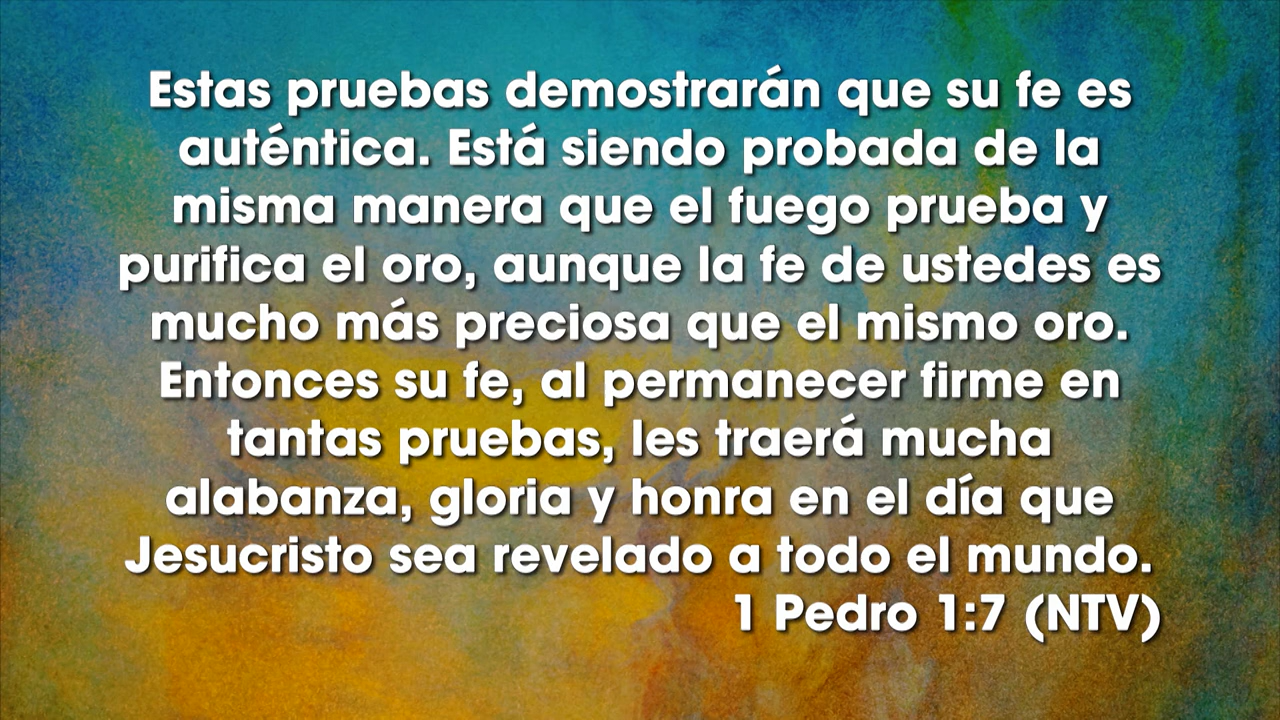 Estas pruebas demostrarán que su fe es
auténtica. Está siendo probada de la
misma manera que el fuego prueba y
purifica el oro, aunque la fe de ustedes es
mucho más preciosa que el mismo oro.
Entonces su fe, al permanecer firme en
tantas pruebas, les traerá mucha
alabanza, gloria y honra en el día que
Jesucristo sea revelado a todo el mundo.
1 Pedro 1:7 (NTV)